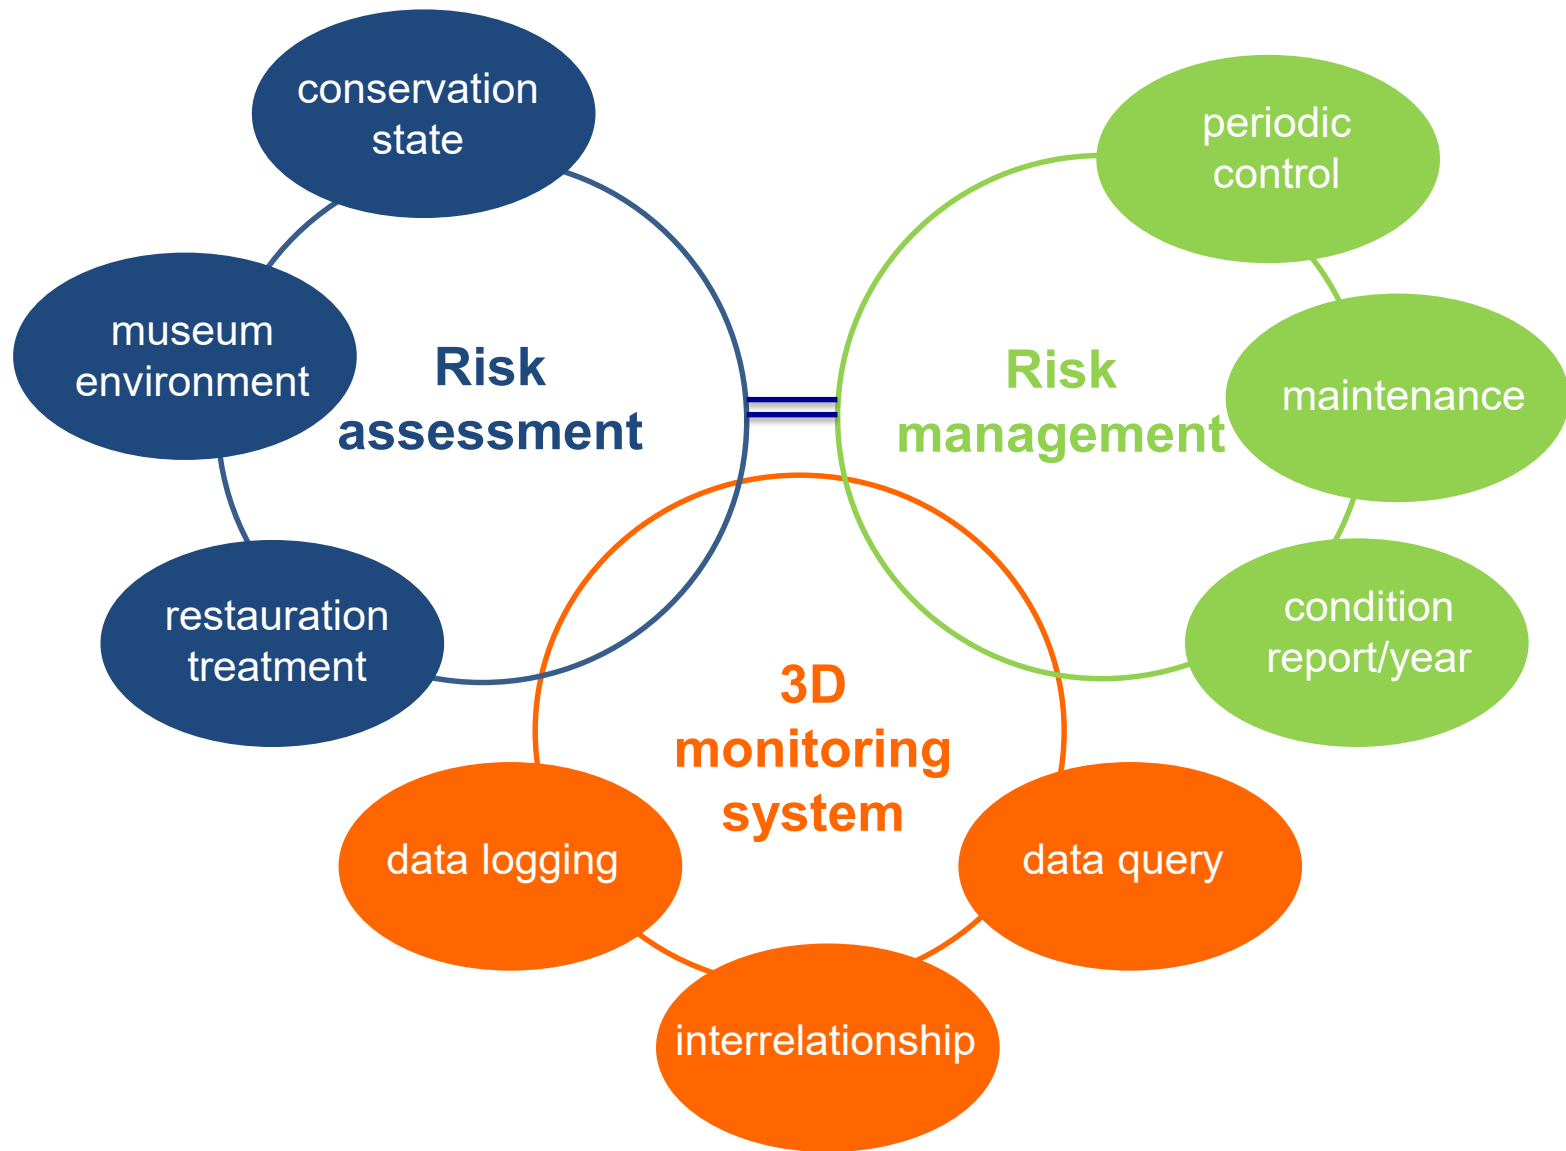 conservation
state
museum
environment
restauration
treatment
Risk
assessment
periodic
control
maintenance
condition
report/year
Risk
management
3D
monitoring
system
data logging
interrelationship
data query